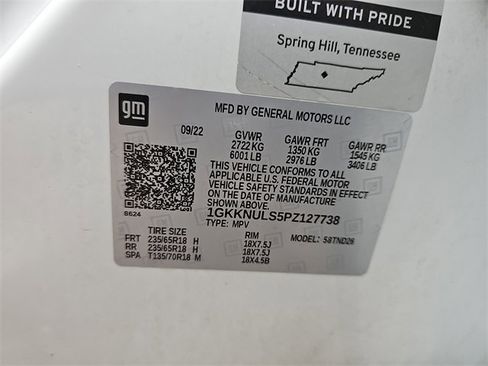 BUILT WITH PRIDE
Spring Hill, Tennessee
gm
MFD BY GENERAL MOTORS LLC
09/22 GVWR GAWR FRT GAWR RR
2722 KG 1350 KG 1545 KG
6001 LB 2976 LB 3406 LB
THIS VEHICLE CONFORMS TO ALL
APPLICABLE U.S. FEDERAL MOTOR
VEHICLE SAFETY STANDARDS IN EFFECT
ON THE DATE OF MANUFACTURE SHOWN ABOVE.
1GKKNULS5PZ127738
TYPE: MPV
S624
TIRE SIZE RIM MODEL: 58TND26
FRT 235/65R18 H 18X7.5J
RR 235/65R18 H 18X7.5J
SPA T135/70R18 M 18X4.5B